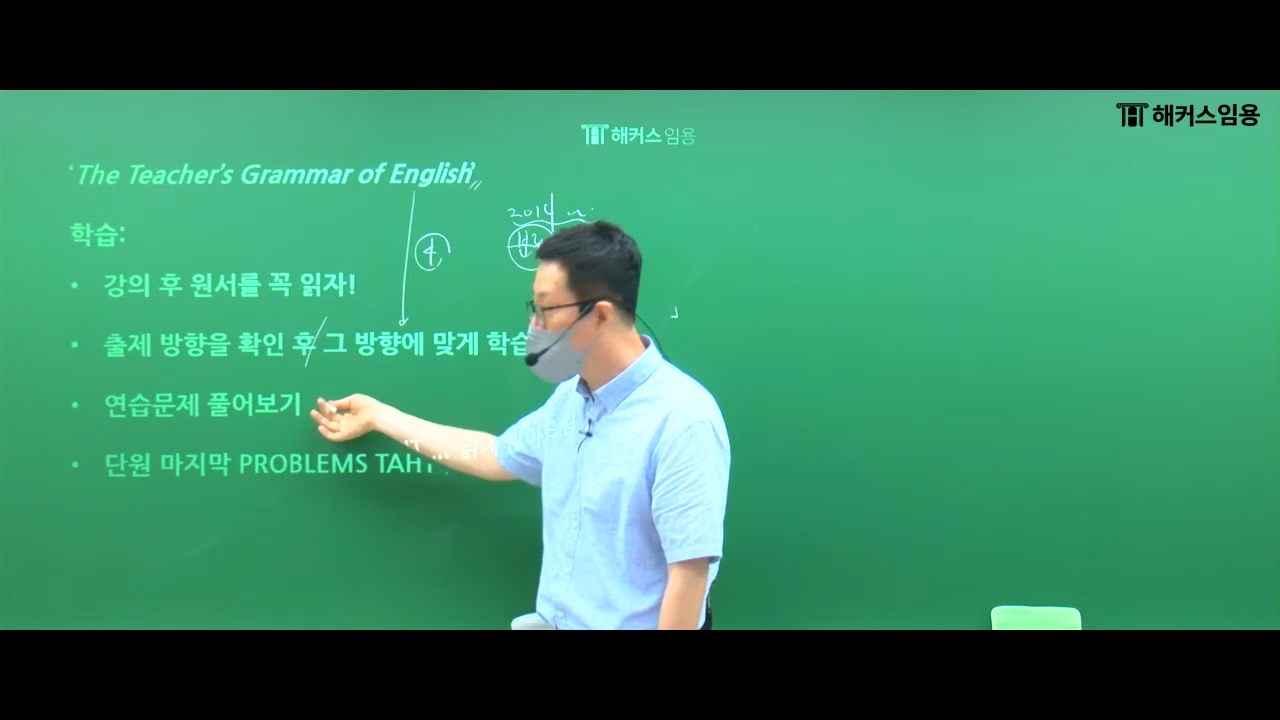 해커스임용
해커스임용
'The Teacher's Grammar of English'
2014
학습:
4
• 강의 후 원서를 꼭 읽자!
• 출제 방향을 확인 후 그 방향에 맞게 학습
• 연습문제 풀어보기
• 단원 마지막 PROBLEMS TAHT